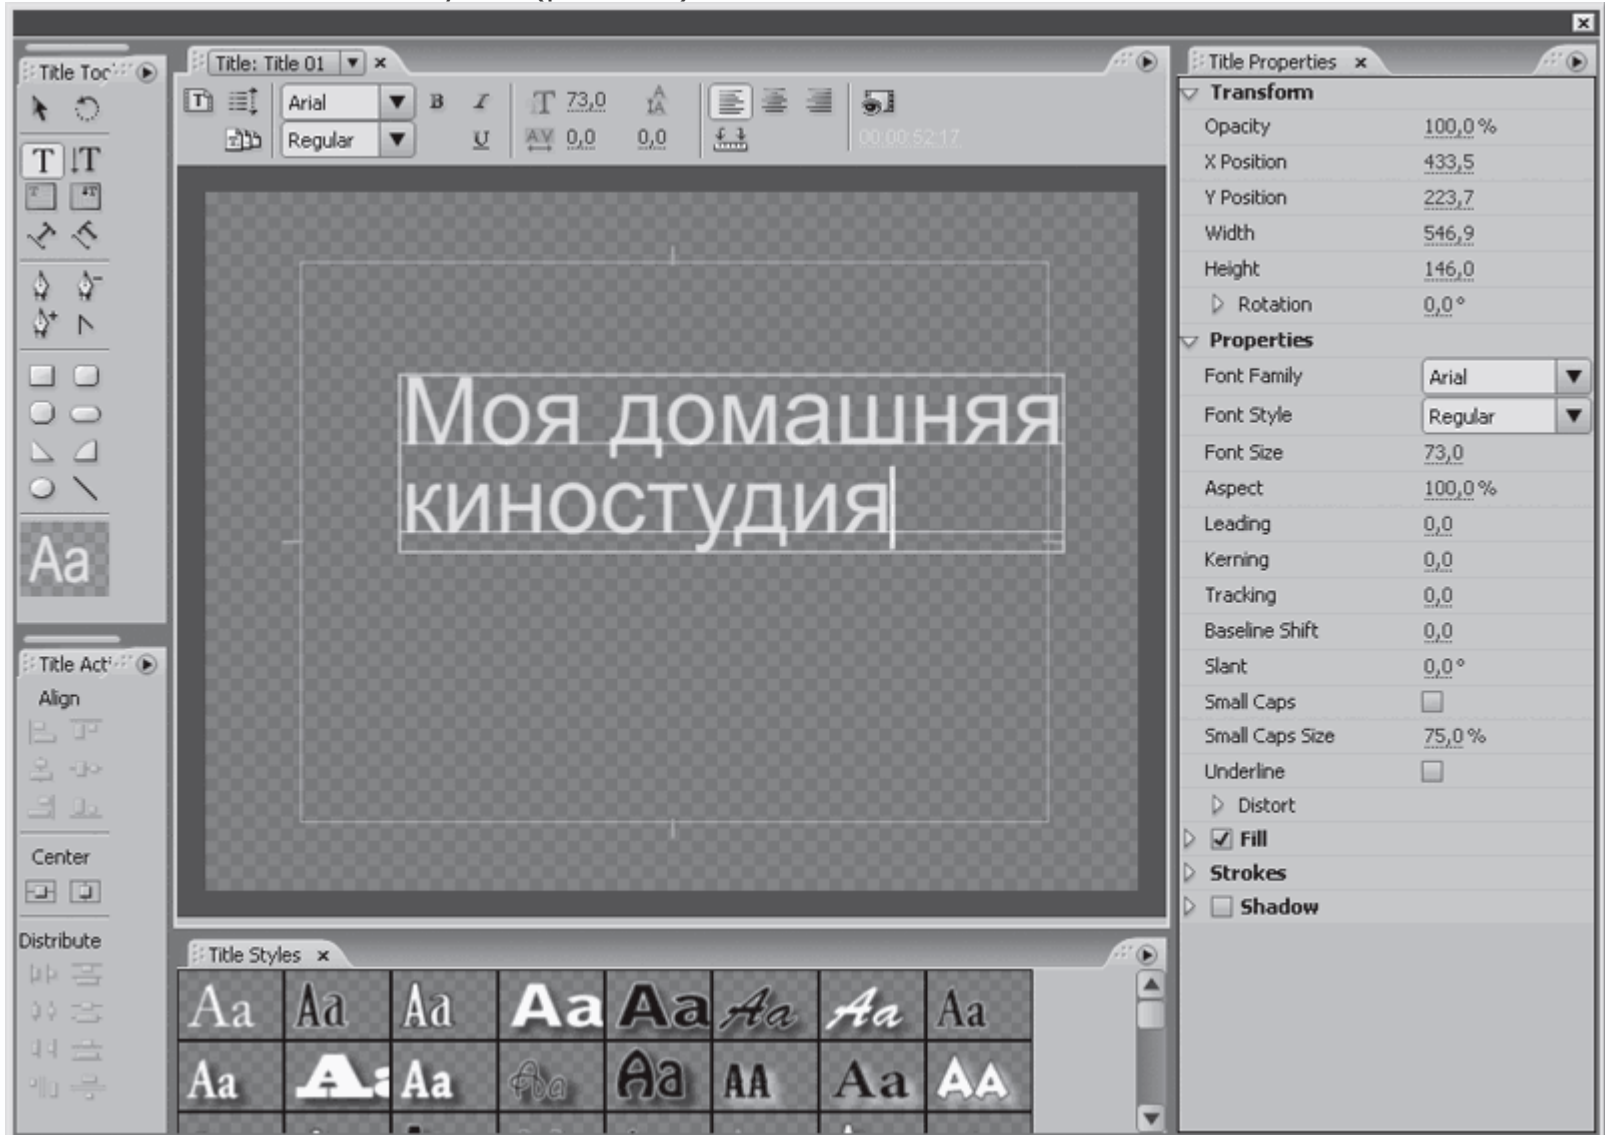 Title Too
Title: Title 01
Title Properties
Arial
B
I
T
73,0
Regular
U
AV
0,0
0,0
00:00:52:17
T
T
Aa
Title Acti
Align
Center
Distribute
Моя домашняя
киностудия
Title Styles
Aa Aa Aa Aa Aa Aa Aa Aa
Aa Aa Aa Aa Aa AA Aa AA
Transform
Opacity 100,0 %
X Position 433,5
Y Position 223,7
Width 546,9
Height 146,0
Rotation 0,0 °
Properties
Font Family Arial
Font Style Regular
Font Size 73,0
Aspect 100,0 %
Leading 0,0
Kerning 0,0
Tracking 0,0
Baseline Shift 0,0
Slant 0,0 °
Small Caps
Small Caps Size 75,0 %
Underline
Distort
Fill
Strokes
Shadow